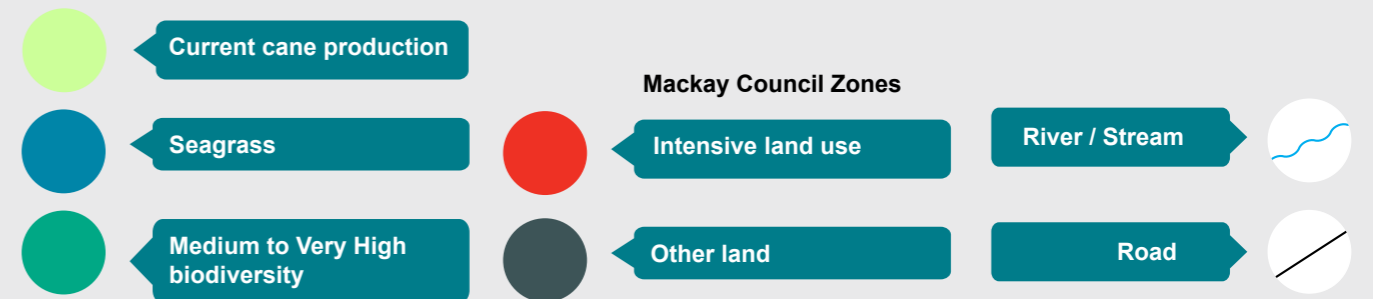 Current cane production
Seagrass
Medium to Very High
biodiversity
Mackay Council Zones
Intensive land use
Other land
River / Stream
Road